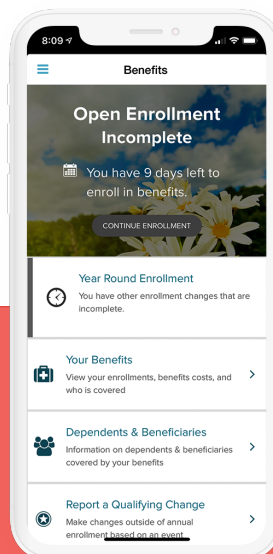 8:09
Benefits
Open Enrollment
Incomplete
You have 9 days left to
enroll in benefits.
CONTINUE ENROLLMENT
Year Round Enrollment
You have other enrollment changes that are
incomplete.
Your Benefits
View your enrollments, benefits costs, and
who is covered
Dependents & Beneficiaries
Information on dependents & beneficiaries
covered by your benefits
Report a Qualifying Change
Make changes outside of annual
enrollment based on an event